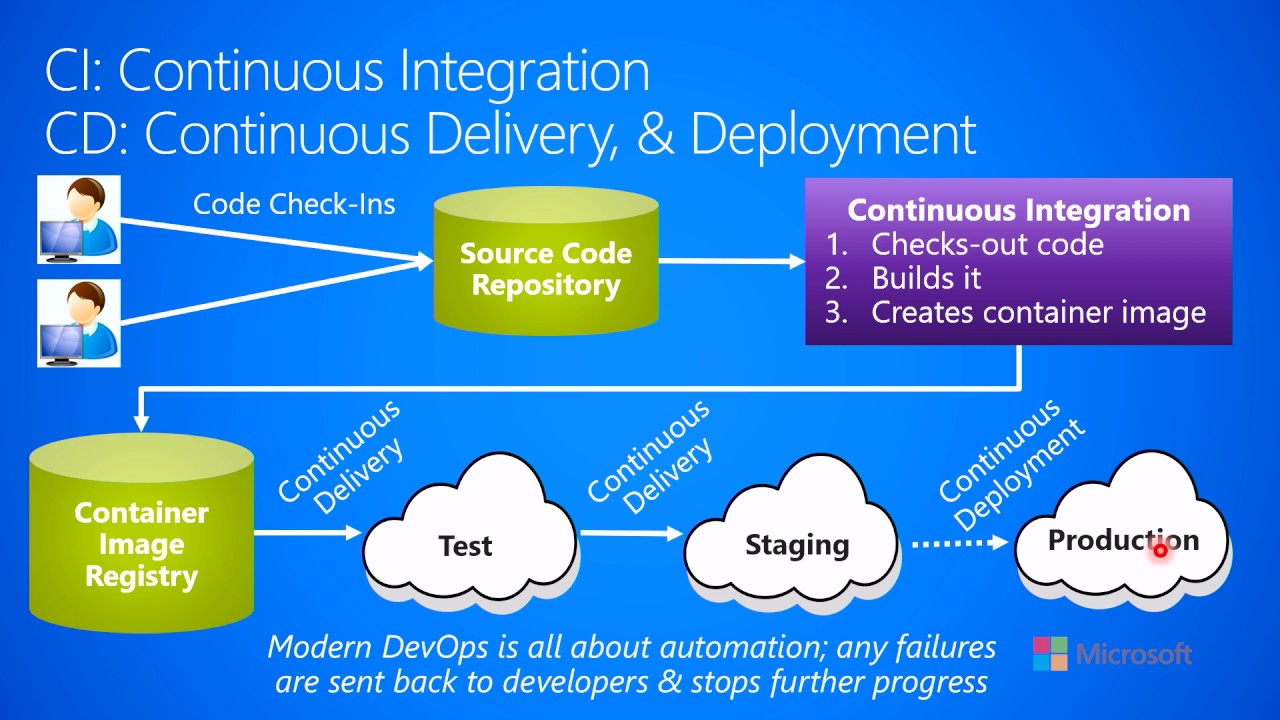 CI: Continuous Integration
CD: Continuous Delivery, & Deployment
Code Check-Ins
Source Code
Repository
Continuous Integration
1. Checks-out code
2. Builds it
3. Creates container image
Container
Image
Registry
Continuous
Delivery
Test
Continuous
Delivery
Staging
Continuous
Deployment
Production
Modern DevOps is all about automation; any failures
are sent back to developers & stops further progress
Microsoft